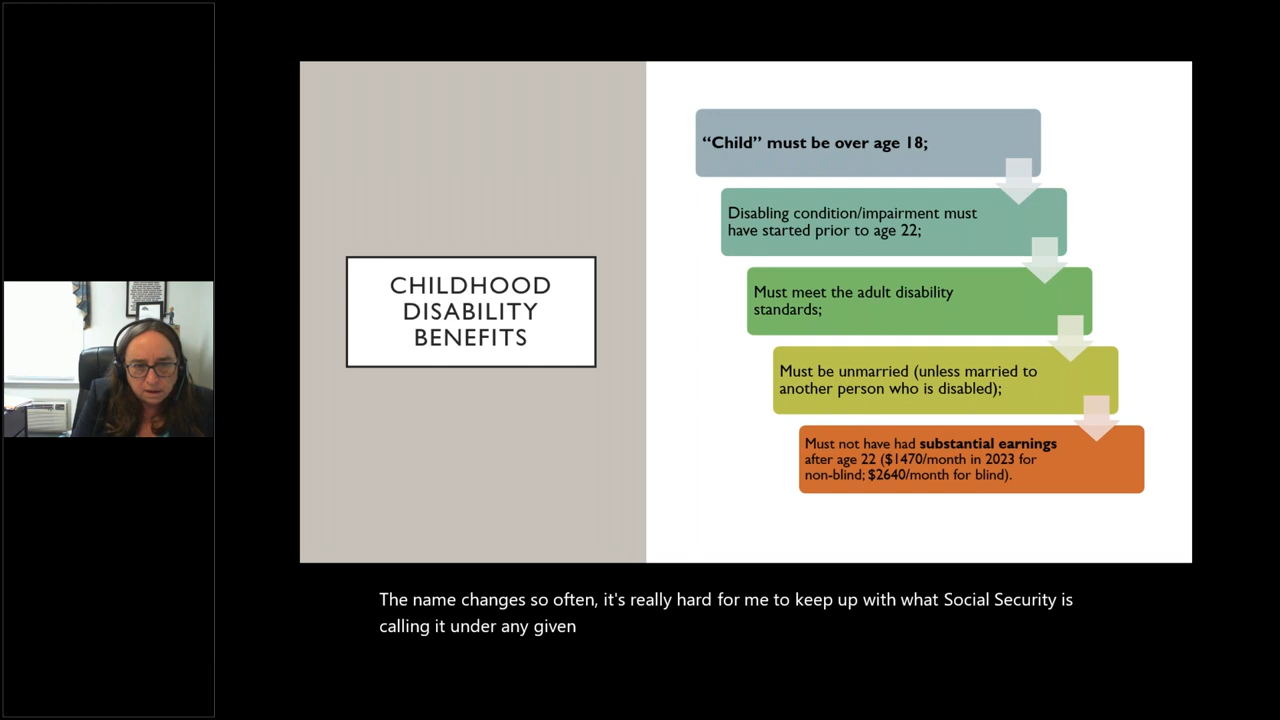 CHILDHOOD
DISABILITY
BENEFITS
“Child” must be over age 18;
Disabling condition/impairment must
have started prior to age 22;
Must meet the adult disability
standards;
Must be unmarried (unless married to
another person who is disabled);
Must not have had substantial earnings
after age 22 ($1470/month in 2023 for
non-blind; $2640/month for blind).
The name changes so often, it's really hard for me to keep up with what Social Security is
calling it under any given